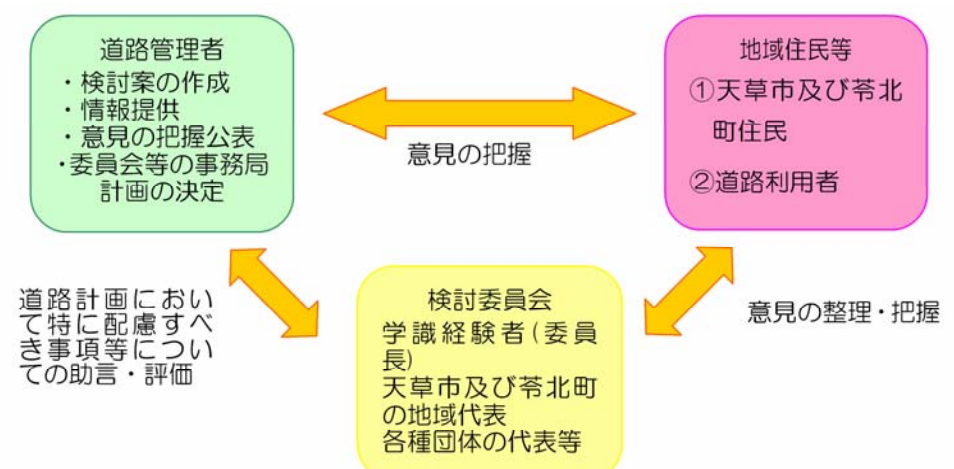 道路管理者
・検討案の作成
・情報提供
・意見の把握公表
・委員会等の事務局
計画の決定
意見の把握
地域住民等
①天草市及び苓北
町住民
②道路利用者
道路計画におい
て特に配慮すべ
き事項等につい
ての助言・評価
検討委員会
学識経験者(委員
長)
天草市及び苓北町
の地域代表
各種団体の代表等
意見の整理・把握